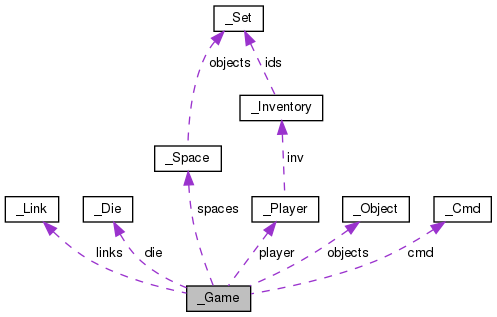 _Set
objects
ids
_Inventory
_Space
inv
_Link
_Die
_Player
_Object
_Cmd
spaces
links
die
player
objects
cmd
_Game